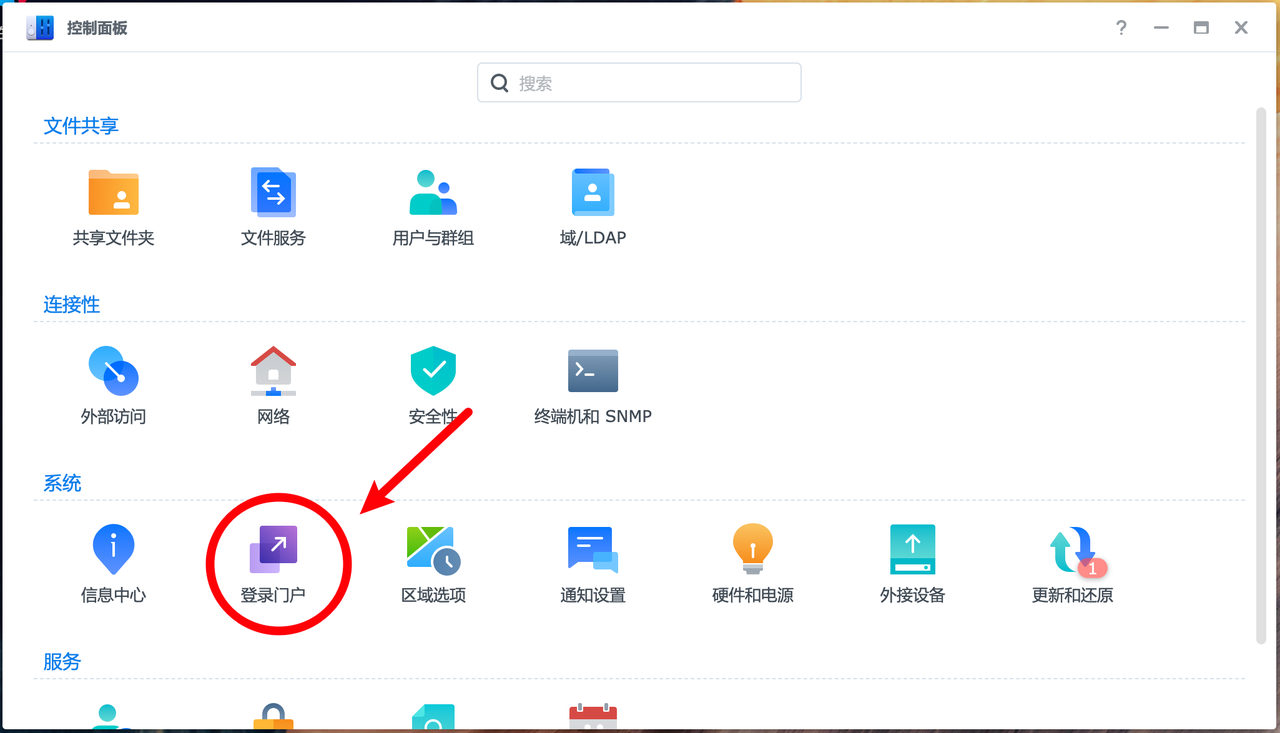 控制面板
搜索
文件共享
共享文件夹 文件服务 用户与群组 域/LDAP
连接性
外部访问 网络 安全性 终端机和 SNMP
系统
1
信息中心 登录门户 区域选项 通知设置 硬件和电源 外接设备 更新和还原
服务